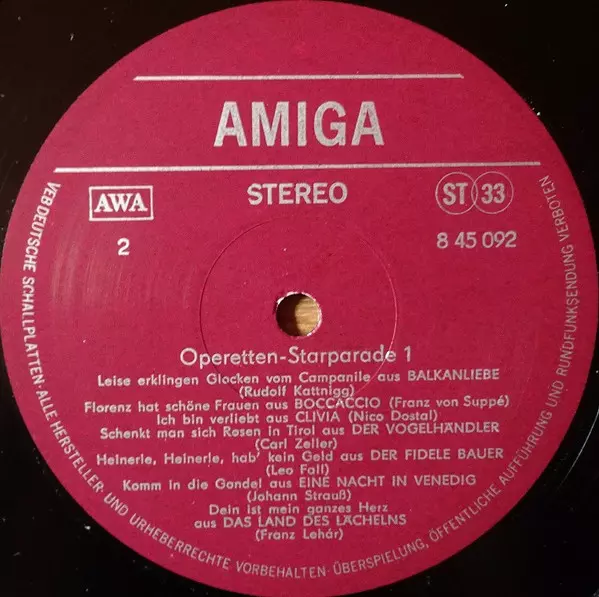 AMIGA
AWA
STEREO
ST 33
2
8 45 092
Operetten-Starparade 1
Leise erklingen Glocken vom Campanile aus BALKANLIEBE
(Rudolf Kattnigg)
Florenz hat schöne Frauen aus BOCCACCIO (Franz von Suppé)
Ich bin verliebt aus CLIVIA (Nico Dostal)
Schenkt man sich Rosen in Tirol aus DER VOGELHÄNDLER
(Carl Zeller)
Heinerle, Heinerle, hab' kein Geld aus DER FIDELE BAUER
(Leo Fall)
Komm in die Gondel aus EINE NACHT IN VENEDIG
(Johann Strauß)
Dein ist mein ganzes Herz
aus DAS LAND DES LÄCHELNS
(Franz Lehár)
VEB DEUTSCHE SCHALLPLATTEN · ALLE HERSTELLER- UND URHEBERRECHTE VORBEHALTEN · ÜBERSPIELUNG, ÖFFENTLICHE AUFFÜHRUNG UND RUNDFUNKSENDUNG VERBOTEN